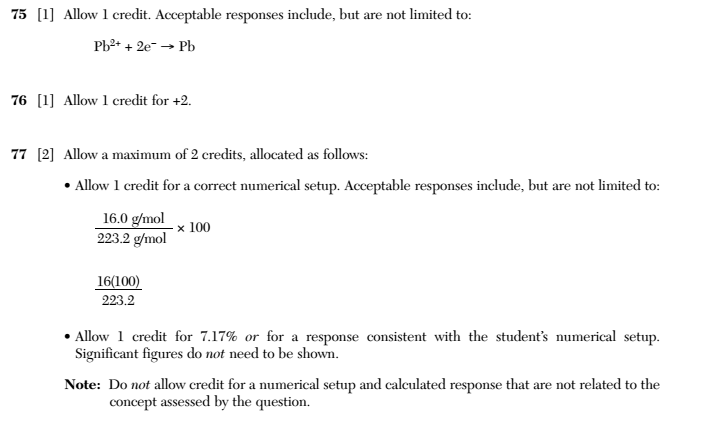 75 [1] Allow 1 credit. Acceptable responses include, but are not limited to:
Pb²⁺ + 2e⁻ → Pb
76 [1] Allow 1 credit for +2.
77 [2] Allow a maximum of 2 credits, allocated as follows:
• Allow 1 credit for a correct numerical setup. Acceptable responses include, but are not limited to:
16.0 g/mol
× 100
223.2 g/mol
16(100)
223.2
• Allow 1 credit for 7.17% or for a response consistent with the student's numerical setup.
Significant figures do not need to be shown.
Note: Do not allow credit for a numerical setup and calculated response that are not related to the
concept assessed by the question.